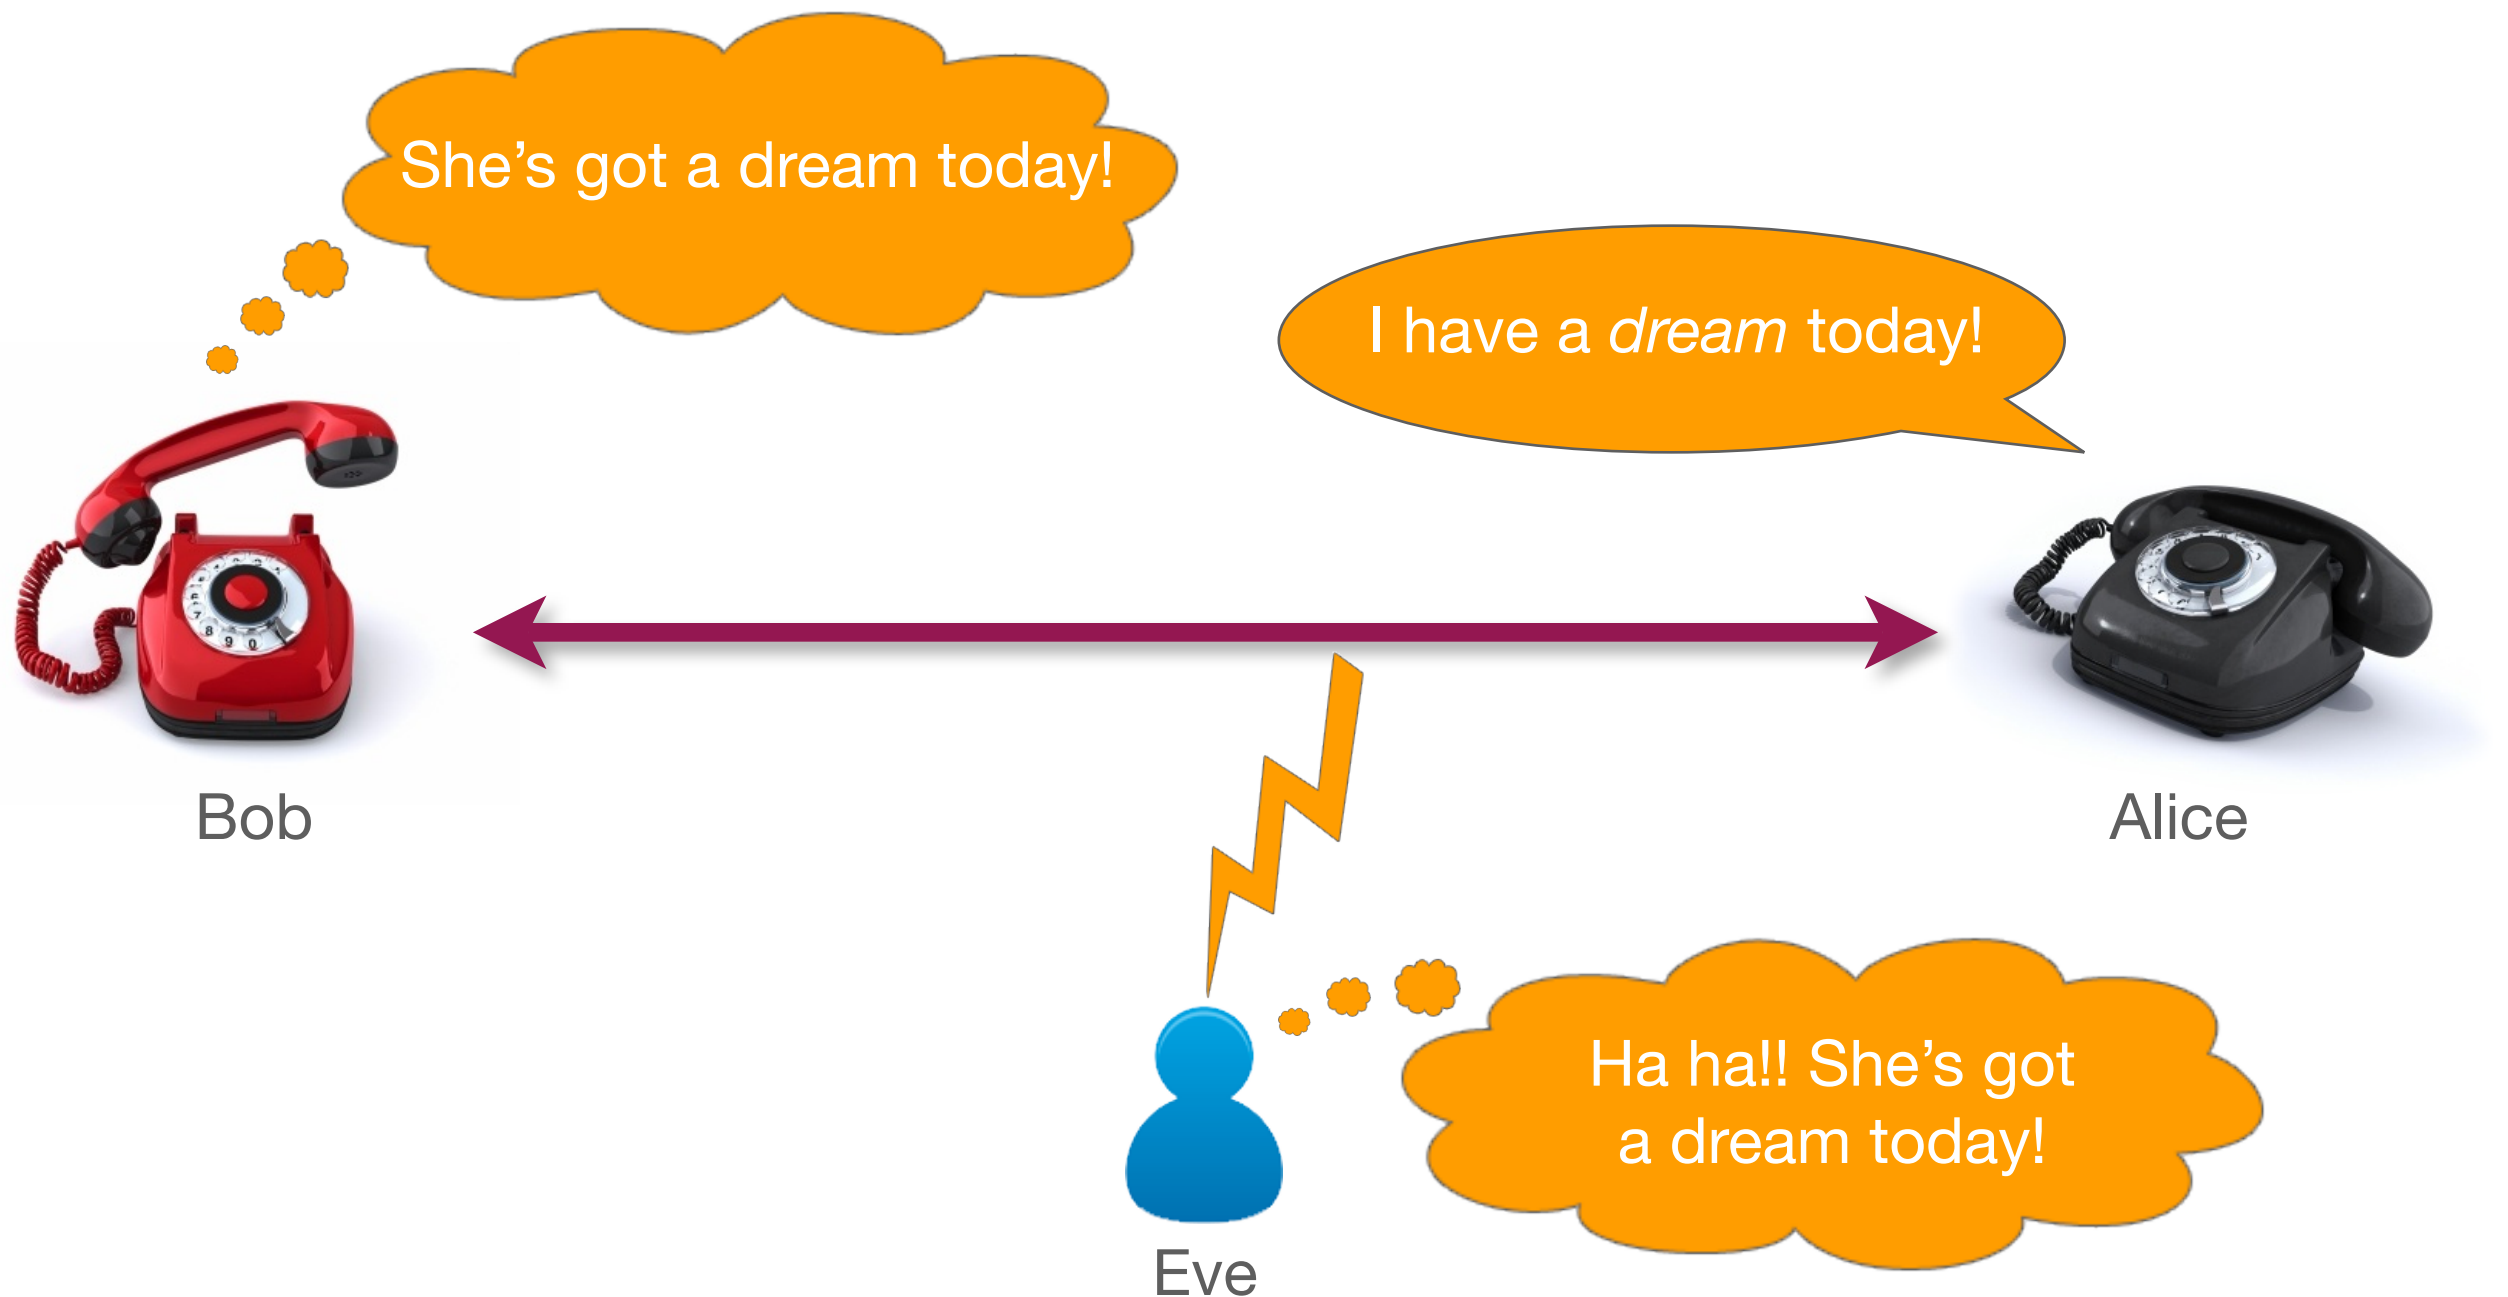 She’s got a dream today!
I have a dream today!
Bob
Alice
Ha ha!! She’s got
a dream today!
Eve